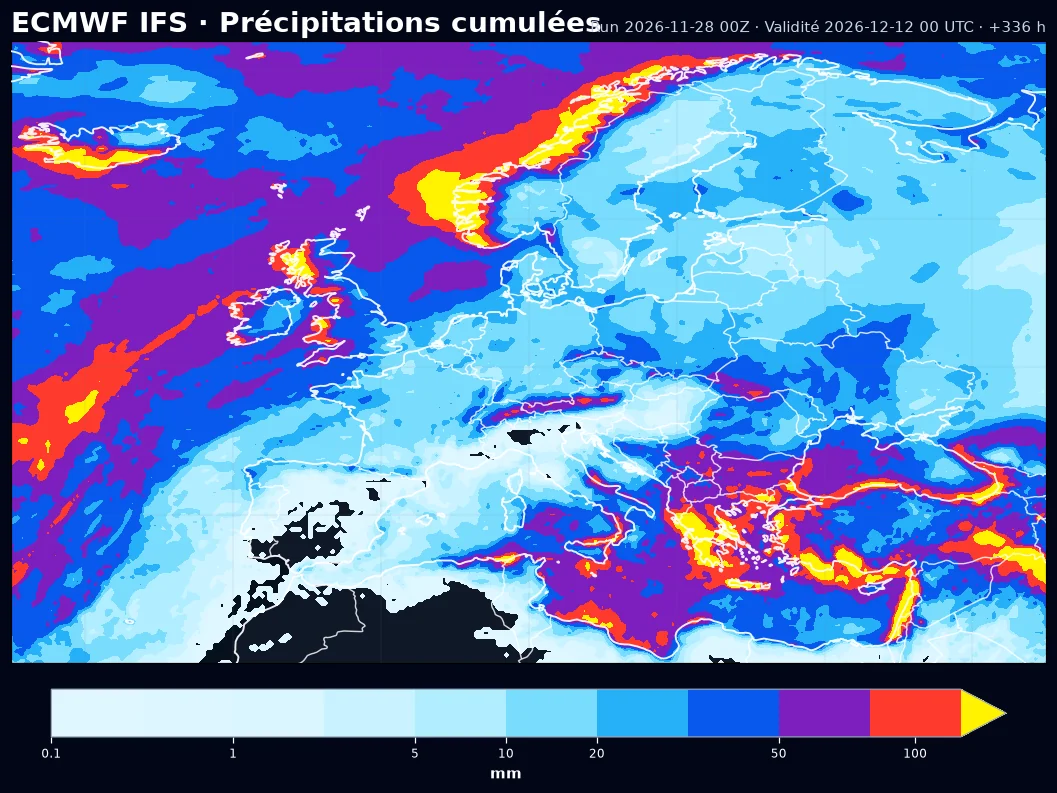 ECMWF IFS · Précipitations cumulées
Run 2026-11-28 00Z · Validité 2026-12-12 00 UTC · +336 h
0.1 1 5 10 20 50 100
mm